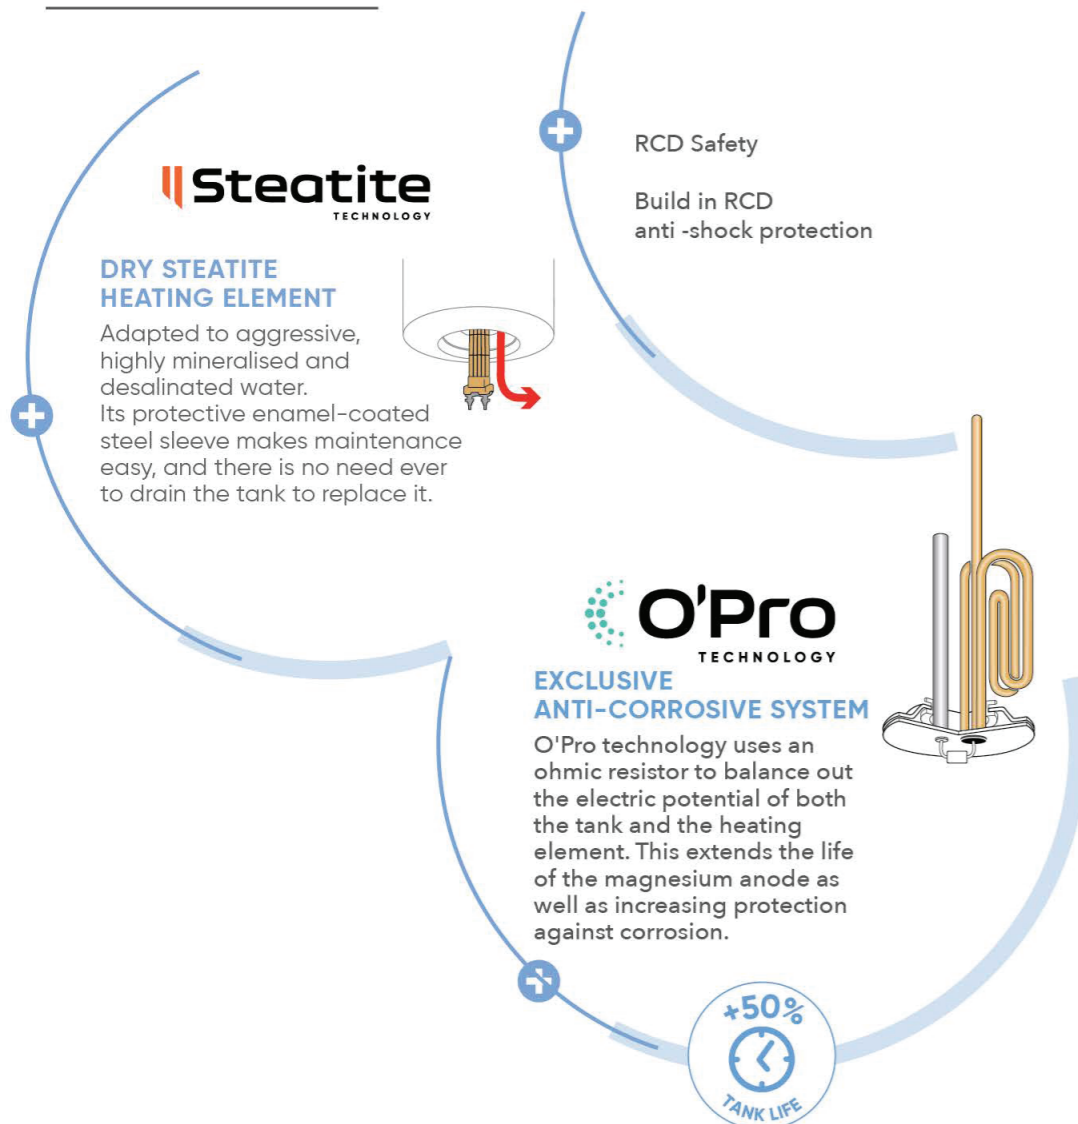 Steatite
TECHNOLOGY
DRY STEATITE
HEATING ELEMENT
Adapted to aggressive,
highly mineralised and
desalinated water.
Its protective enamel-coated
steel sleeve makes maintenance
easy, and there is no need ever
to drain the tank to replace it.
RCD Safety
Build in RCD
anti -shock protection
O'Pro
TECHNOLOGY
EXCLUSIVE
ANTI-CORROSIVE SYSTEM
O'Pro technology uses an
ohmic resistor to balance out
the electric potential of both
the tank and the heating
element. This extends the life
of the magnesium anode as
well as increasing protection
against corrosion.
+50%
TANK LIFE